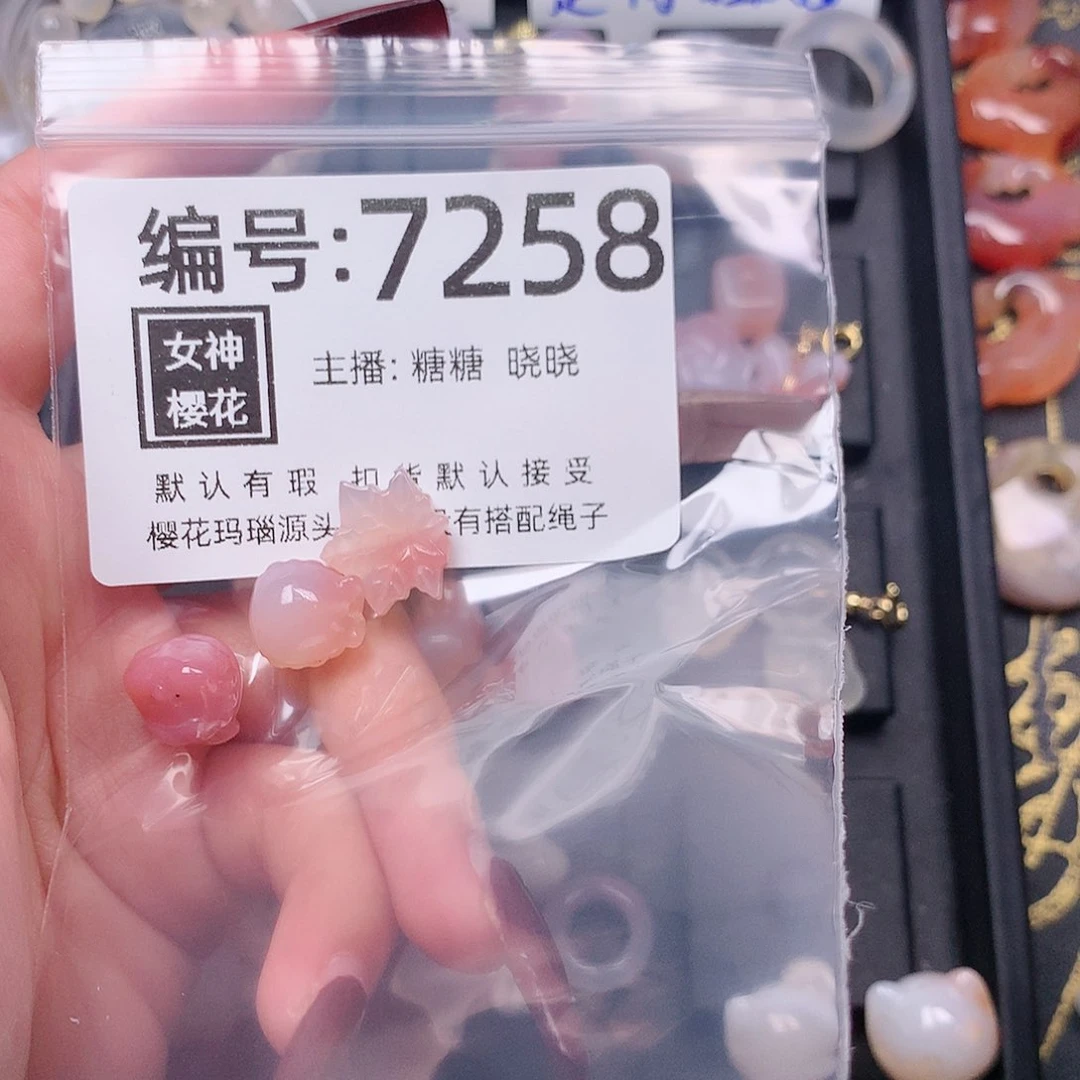 编号:7258
女神
樱花
主播: 糖糖 晓晓
默认有瑕 扣 默认接受
樱花玛瑙源头 有搭配绳子